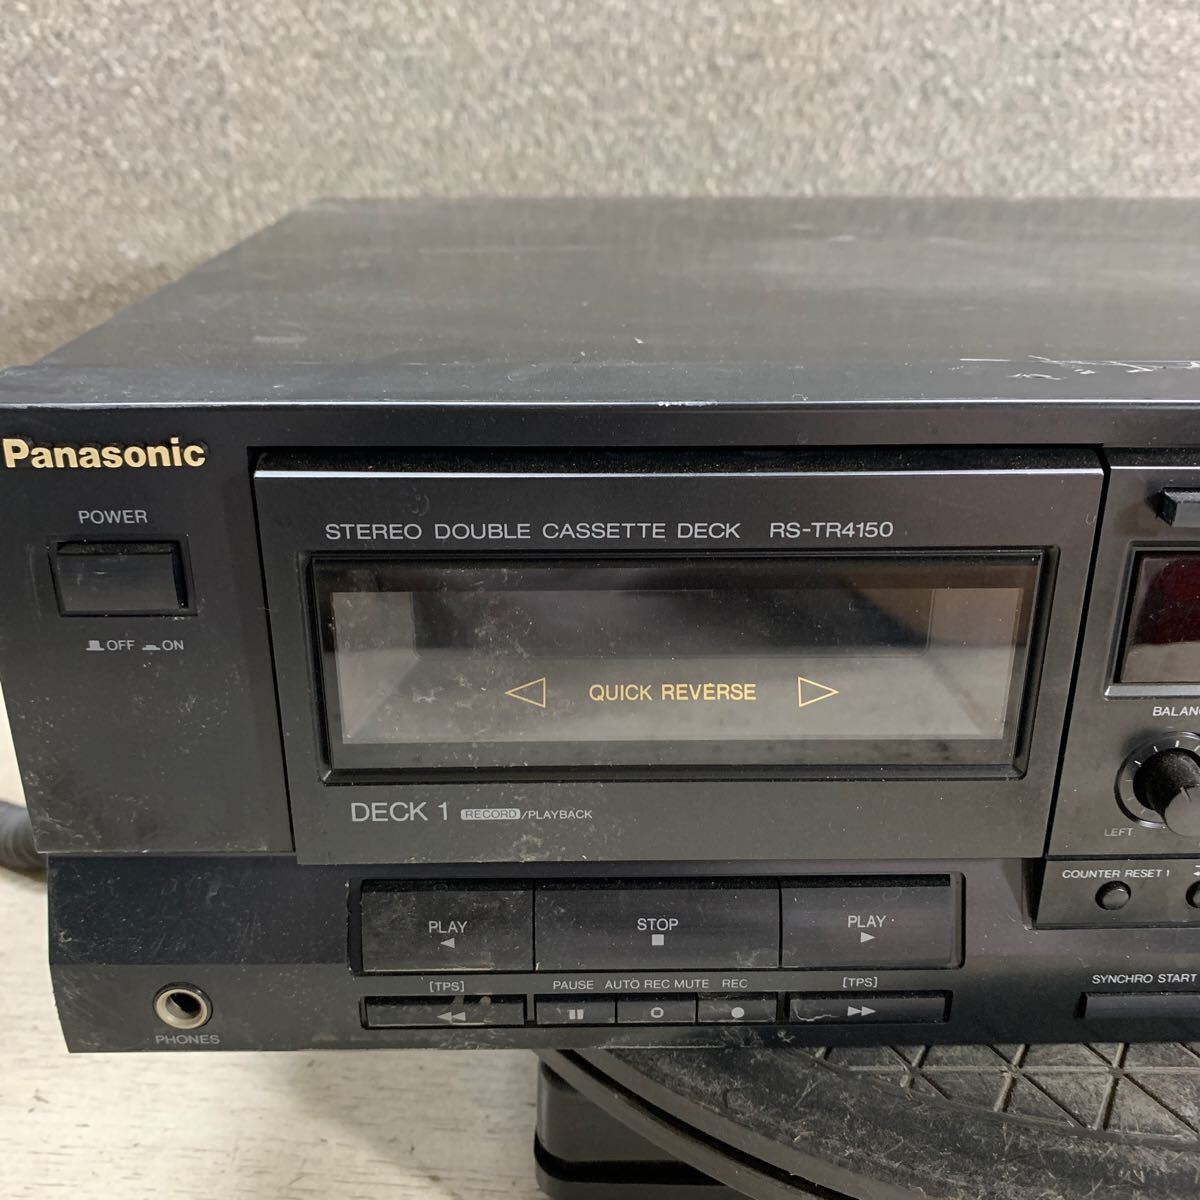 Panasonic
POWER
OFF ON
STEREO DOUBLE CASSETTE DECK RS-TR4150
QUICK REVERSE
DECK 1 RECORD/PLAYBACK
BALANC
LEFT
COUNTER RESET 1
PLAY
STOP
PLAY
[TPS]
PAUSE AUTO REC MUTE REC
[TPS]
SYNCHRO START
PHONES